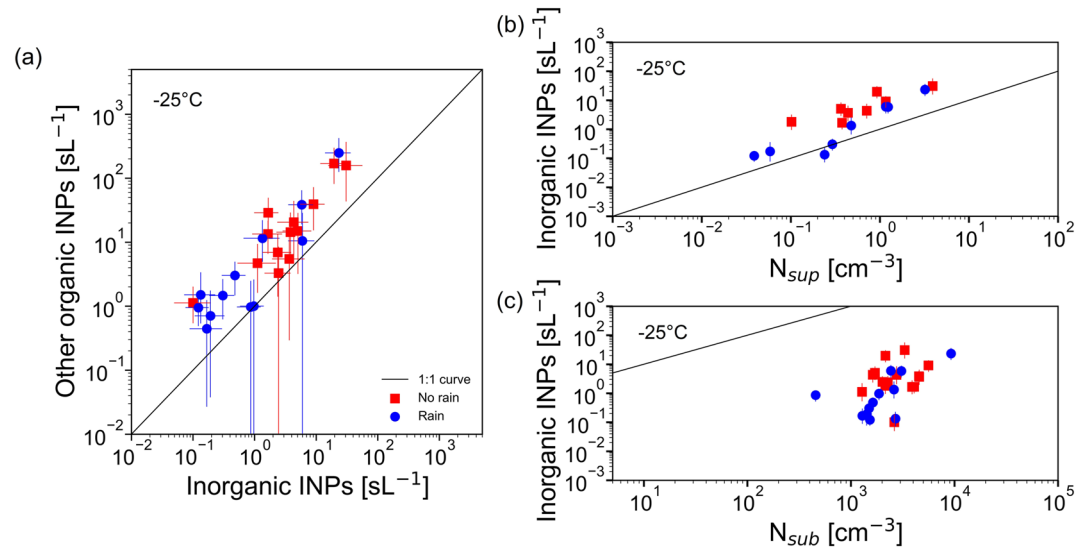 (a)
-25°C
Other organic INPs [sL⁻¹]
10³
10²
10¹
10⁰
10⁻¹
10⁻²
10⁻² 10⁻¹ 10⁰ 10¹ 10² 10³
Inorganic INPs [sL⁻¹]
1:1 curve
No rain
Rain
(b)
-25°C
Inorganic INPs [sL⁻¹]
10³
10²
10¹
10⁰
10⁻¹
10⁻²
10⁻³
10⁻³ 10⁻² 10⁻¹ 10⁰ 10¹ 10²
N_sup [cm⁻³]
(c)
-25°C
Inorganic INPs [sL⁻¹]
10³
10²
10¹
10⁰
10⁻¹
10⁻²
10⁻³
10¹ 10² 10³ 10⁴ 10⁵
N_sub [cm⁻³]